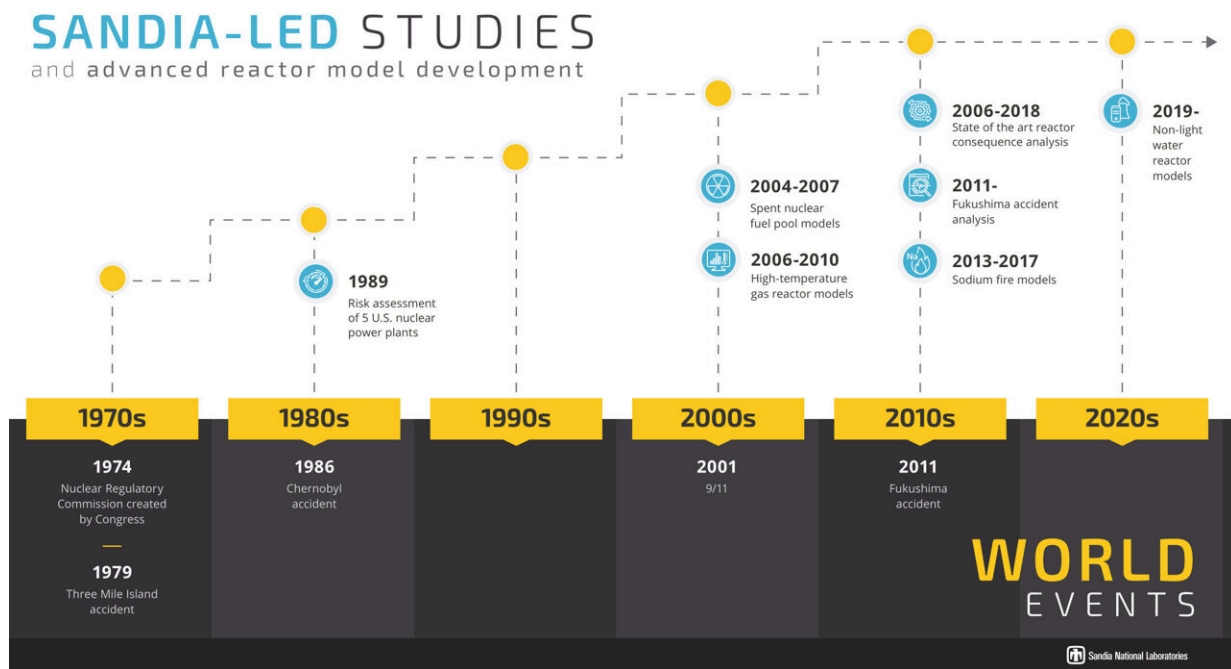 SANDIA-LED STUDIES
and advanced reactor model development
1989
Risk assessment
of 5 U.S. nuclear
power plants
2004-2007
Spent nuclear
fuel pool models
2006-2010
High-temperature
gas reactor models
2006-2018
State of the art reactor
consequence analysis
2011-
Fukushima accident
analysis
Na
2013-2017
Sodium fire models
2019-
Non-light
water
reactor
models
1970s
1980s
1990s
2000s
2010s
2020s
1974
Nuclear Regulatory
Commission created
by Congress
1979
Three Mile Island
accident
1986
Chernobyl
accident
2001
9/11
2011
Fukushima
accident
WORLD
EVENTS
Sandia National Laboratories